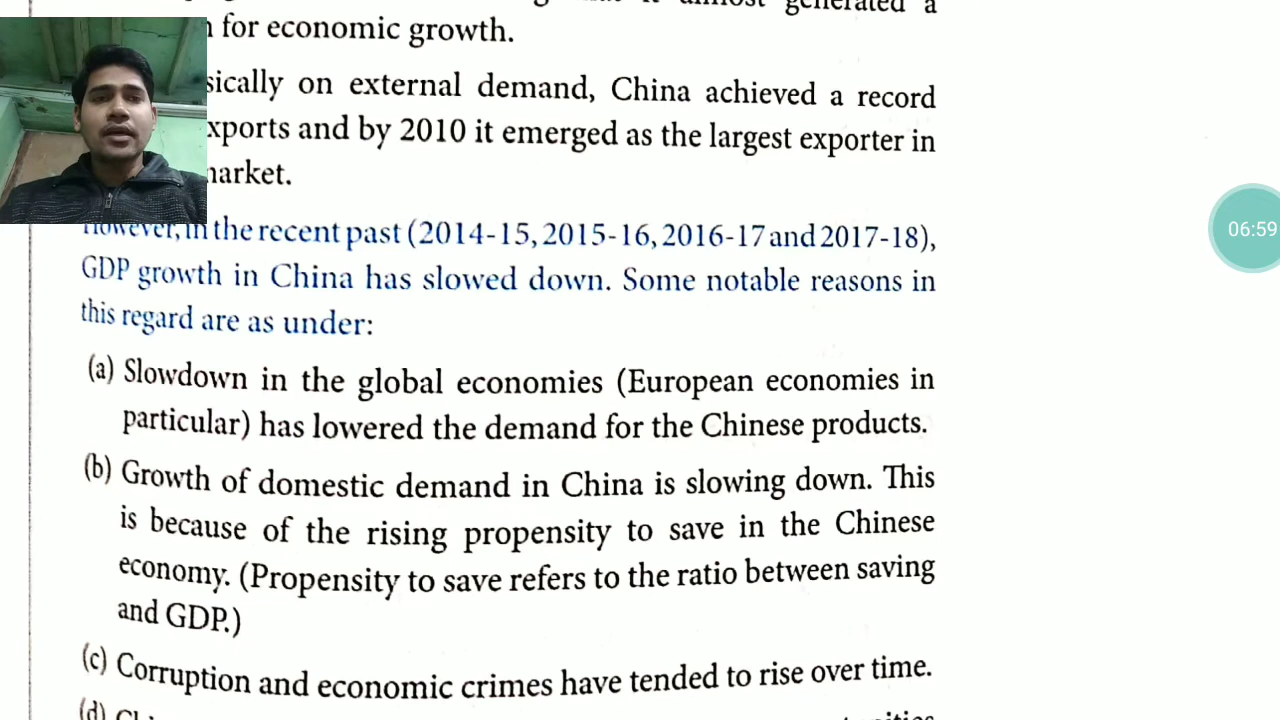 generated a
for economic growth.
sically on external demand, China achieved a record
xports and by 2010 it emerged as the largest exporter in
arket.
However, in the recent past (2014-15, 2015-16, 2016-17 and 2017-18),
GDP growth in China has slowed down. Some notable reasons in
this regard are as under:
(a) Slowdown in the global economies (European economies in
particular) has lowered the demand for the Chinese products.
(b) Growth of domestic demand in China is slowing down. This
is because of the rising propensity to save in the Chinese
economy. (Propensity to save refers to the ratio between saving
and GDP.)
(c) Corruption and economic crimes have tended to rise over time.
(d)
06:59